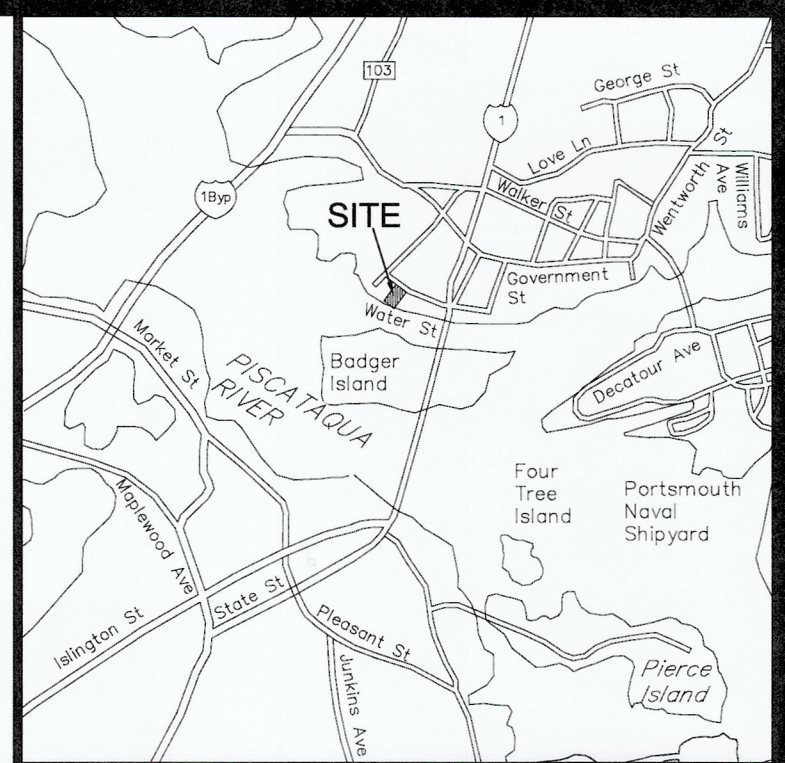 103
George St
1
Love Ln
St
1Byp
Walker St
Wentworth
Williams
Ave
SITE
Government
St
Water St
Market St
Badger
Island
PISCATAQUA
RIVER
Decatour Ave
Four
Tree
Island
Portsmouth
Naval
Shipyard
Maplewood Ave
State St
Islington St
Pleasant St
Junkins Ave
Pierce
Island